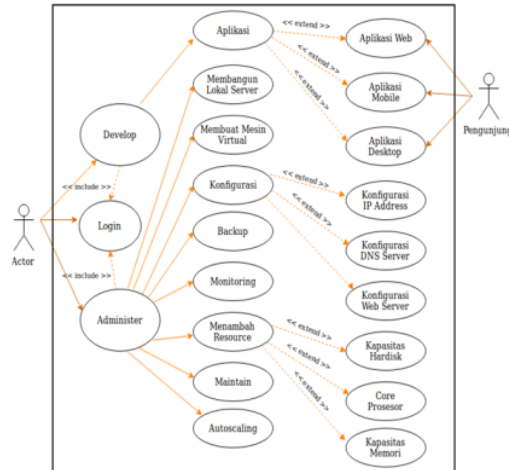 Aplikasi
<< extend >>
Aplikasi Web
<< extend >>
Membangun
Lokal Server
<< extend >>
Aplikasi
Mobile
Pengunjung
Develop
Membuat Mesin
Virtual
Aplikasi
Desktop
<< include >>
Konfigurasi
<< extend >>
Konfigurasi
IP Address
<< extend >>
Actor
Login
Backup
Konfigurasi
DNS Server
<< extend >>
<< include >>
Monitoring
Konfigurasi
Web Server
Administer
Menambah
Resource
<< extend >>
Kapasitas
Hardisk
<< extend >>
Maintain
Core
Prosesor
<< extend >>
Autoscaling
Kapasitas
Memori